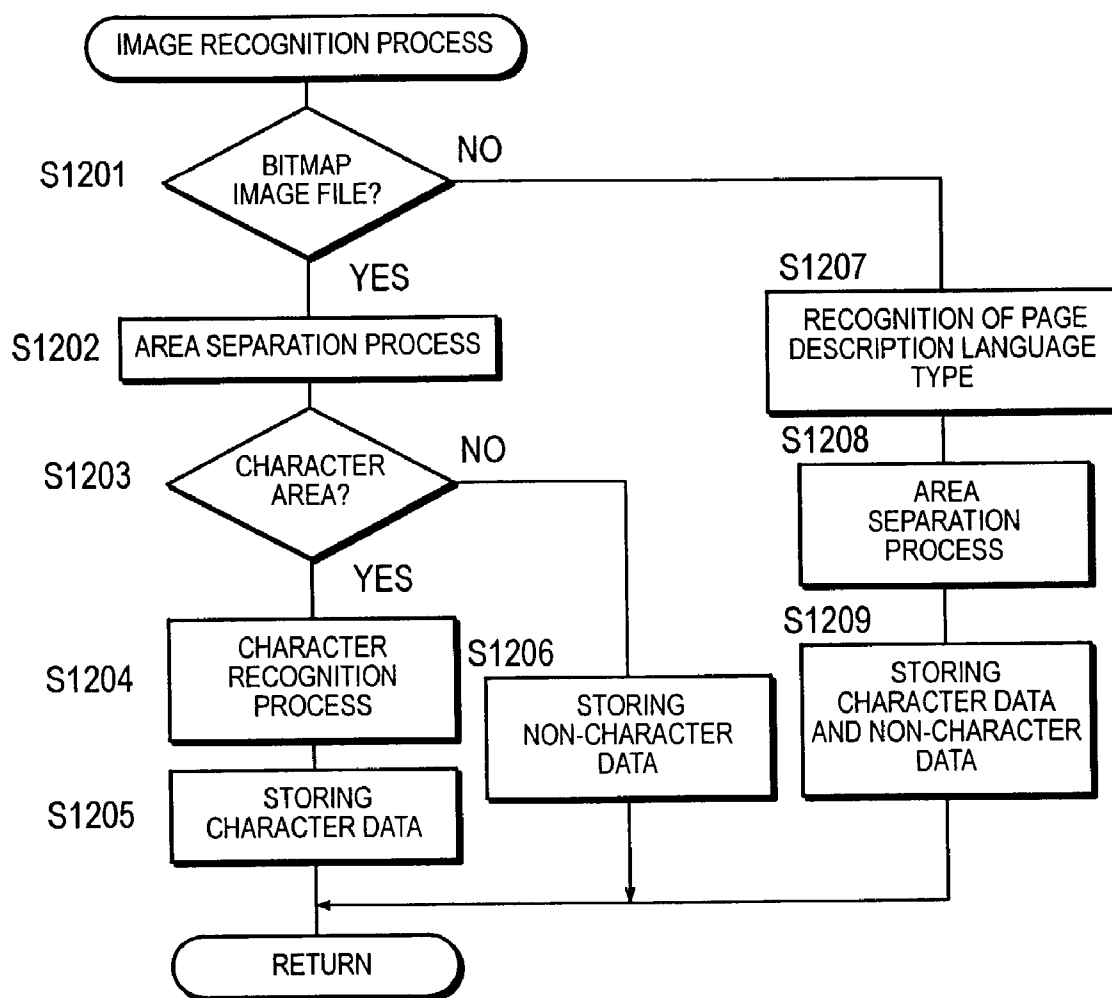 IMAGE RECOGNITION PROCESS
S1201
BITMAP
IMAGE FILE?
NO
YES
S1202
AREA SEPARATION PROCESS
S1203
CHARACTER
AREA?
NO
YES
S1204
CHARACTER
RECOGNITION
PROCESS
S1205
STORING
CHARACTER DATA
S1206
STORING
NON-CHARACTER
DATA
S1207
RECOGNITION OF PAGE
DESCRIPTION LANGUAGE
TYPE
S1208
AREA
SEPARATION
PROCESS
S1209
STORING
CHARACTER DATA
AND NON-CHARACTER
DATA
RETURN